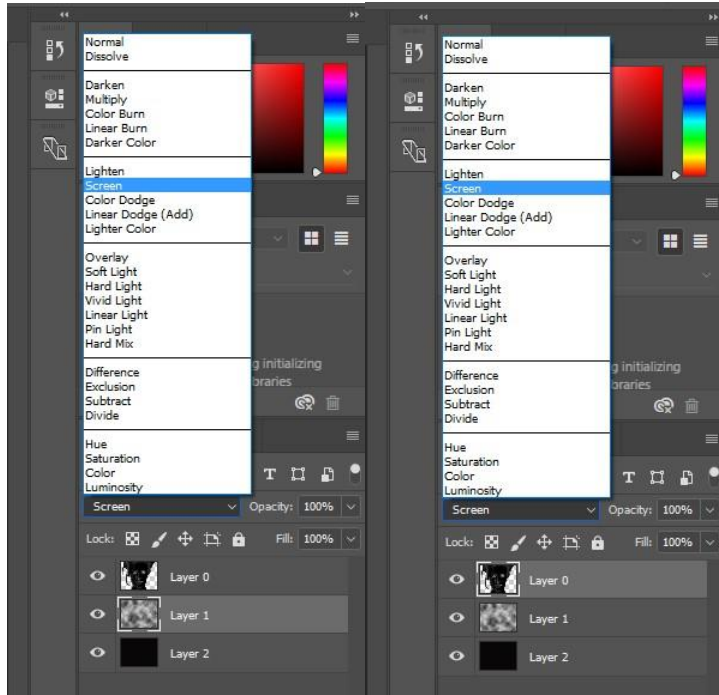 Normal
Dissolve
Darken
Multiply
Color Burn
Linear Burn
Darker Color
Lighten
Screen
Color Dodge
Linear Dodge (Add)
Lighter Color
Overlay
Soft Light
Hard Light
Vivid Light
Linear Light
Pin Light
Hard Mix
Difference
Exclusion
Subtract
Divide
Hue
Saturation
Color
Luminosity
initializing
Screen
Opacity: 100%
Lock:
Fill: 100%
Layer 0
Layer 1
Layer 2
Normal
Dissolve
Darken
Multiply
Color Burn
Linear Burn
Darker Color
Lighten
Screen
Color Dodge
Linear Dodge (Add)
Lighter Color
Overlay
Soft Light
Hard Light
Vivid Light
Linear Light
Pin Light
Hard Mix
Difference
Exclusion
Subtract
Divide
Hue
Saturation
Color
Luminosity
initializing
Screen
Opacity: 100%
Lock:
Fill: 100%
Layer 0
Layer 1
Layer 2